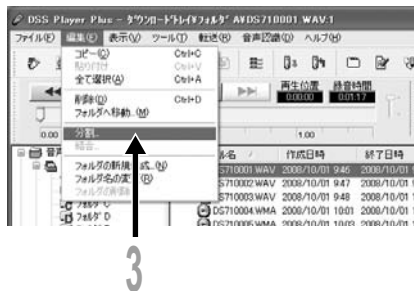 DSS Player Plus - ﾀﾞｳﾝﾛｰﾄﾞﾄﾚｲ¥ﾌｫﾙﾀﾞ A¥DS710001.WAV:1
ファイル(F) 編集(E) 表示(V) ツール(T) 転送(R) 音声認識(O) ヘルプ(H)
コピー(C) Ctrl+C
貼り付け Ctrl+V
全て選択(A) Ctrl+A
削除(D) Ctrl+D
フォルダへ移動...(M)
分割...
結合...
フォルダの新規 成...(N)
フォルダ名の変 (R)
フォルダの削除
再生位置 録音時間
0:00:00 0:01:17
0.00 1.00
ル名 作成日時 終了日時
S710001.WAV 2008/10/01 9:46 2008/10/01
S710002.WAV 2008/10/01 9:47 2008/10/01
S710003.WAV 2008/10/01 9:48 2008/10/01
DS710004.WMA 2008/10/01 10:01 2008/10/01
DS710005.WMA 2008/10/01 10:03 2008/10/01
音声
フォルダ C
フォルダ D
3